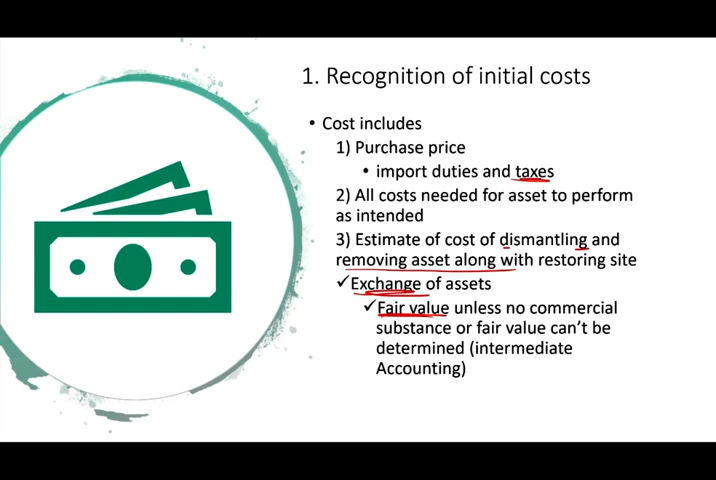 1. Recognition of initial costs
• Cost includes
1) Purchase price
• import duties and taxes
2) All costs needed for asset to perform
as intended
3) Estimate of cost of dismantling and
removing asset along with restoring site
✓Exchange of assets
✓Fair value unless no commercial
substance or fair value can't be
determined (intermediate
Accounting)